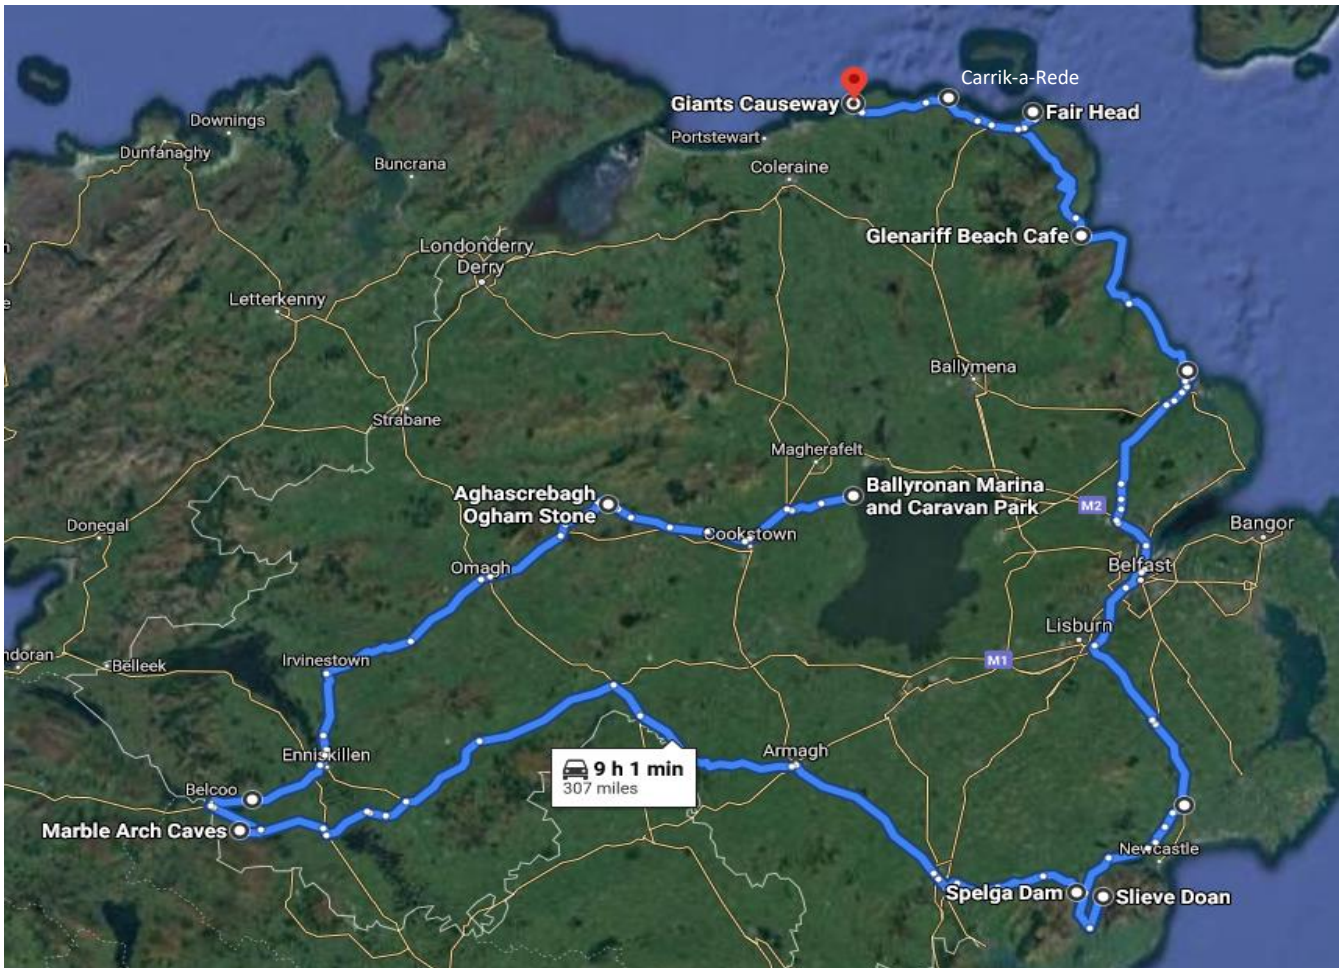 Carrik-a-Rede
Giants Causeway
Fair Head
Downings
Portstewart
Dunfanaghy
Buncrana
Coleraine
Londonderry
Derry
Glenariff Beach Cafe
n
e
Letterkenny
Ballymena
Strabane
Magherafelt
Aghascrebagh
Ogham Stone
Ballyronan Marina
and Caravan Park
M2
Donegal
Cookstown
Bangor
Omagh
Belfast
Lisburn
ndoran
Belleek
Irvinestown
M1
Enniskillen
Armagh
9 h 1 min
307 miles
Belcoo
Marble Arch Caves
Newcastle
Spelga Dam
Slieve Doan